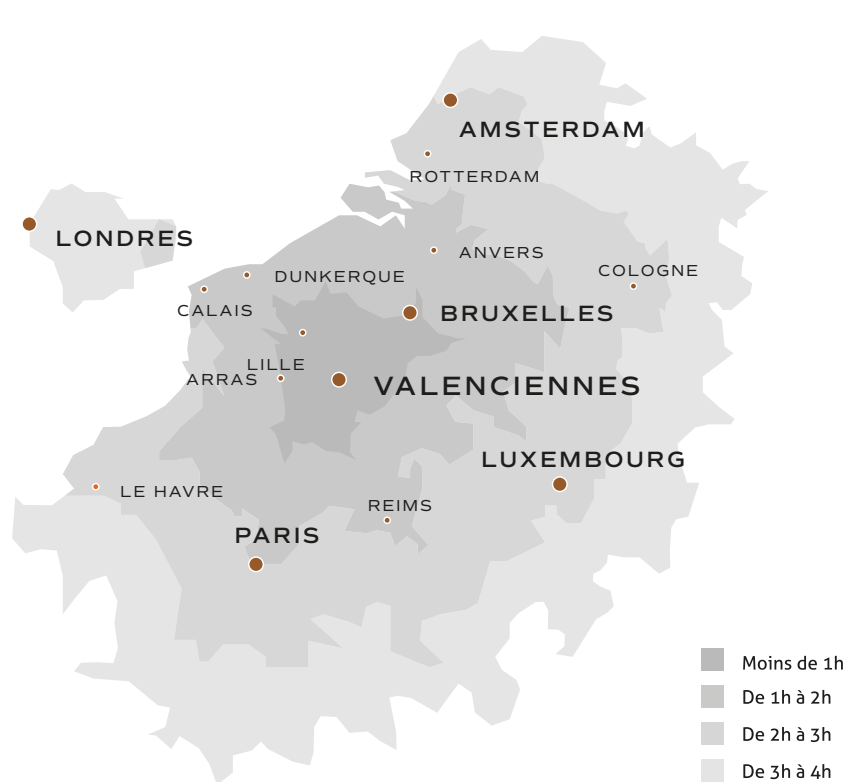 AMSTERDAM
ROTTERDAM
LONDRES
ANVERS
COLOGNE
DUNKERQUE
CALAIS
BRUXELLES
LILLE
ARRAS
VALENCIENNES
LUXEMBOURG
LE HAVRE
REIMS
PARIS
Moins de 1h
De 1h à 2h
De 2h à 3h
De 3h à 4h